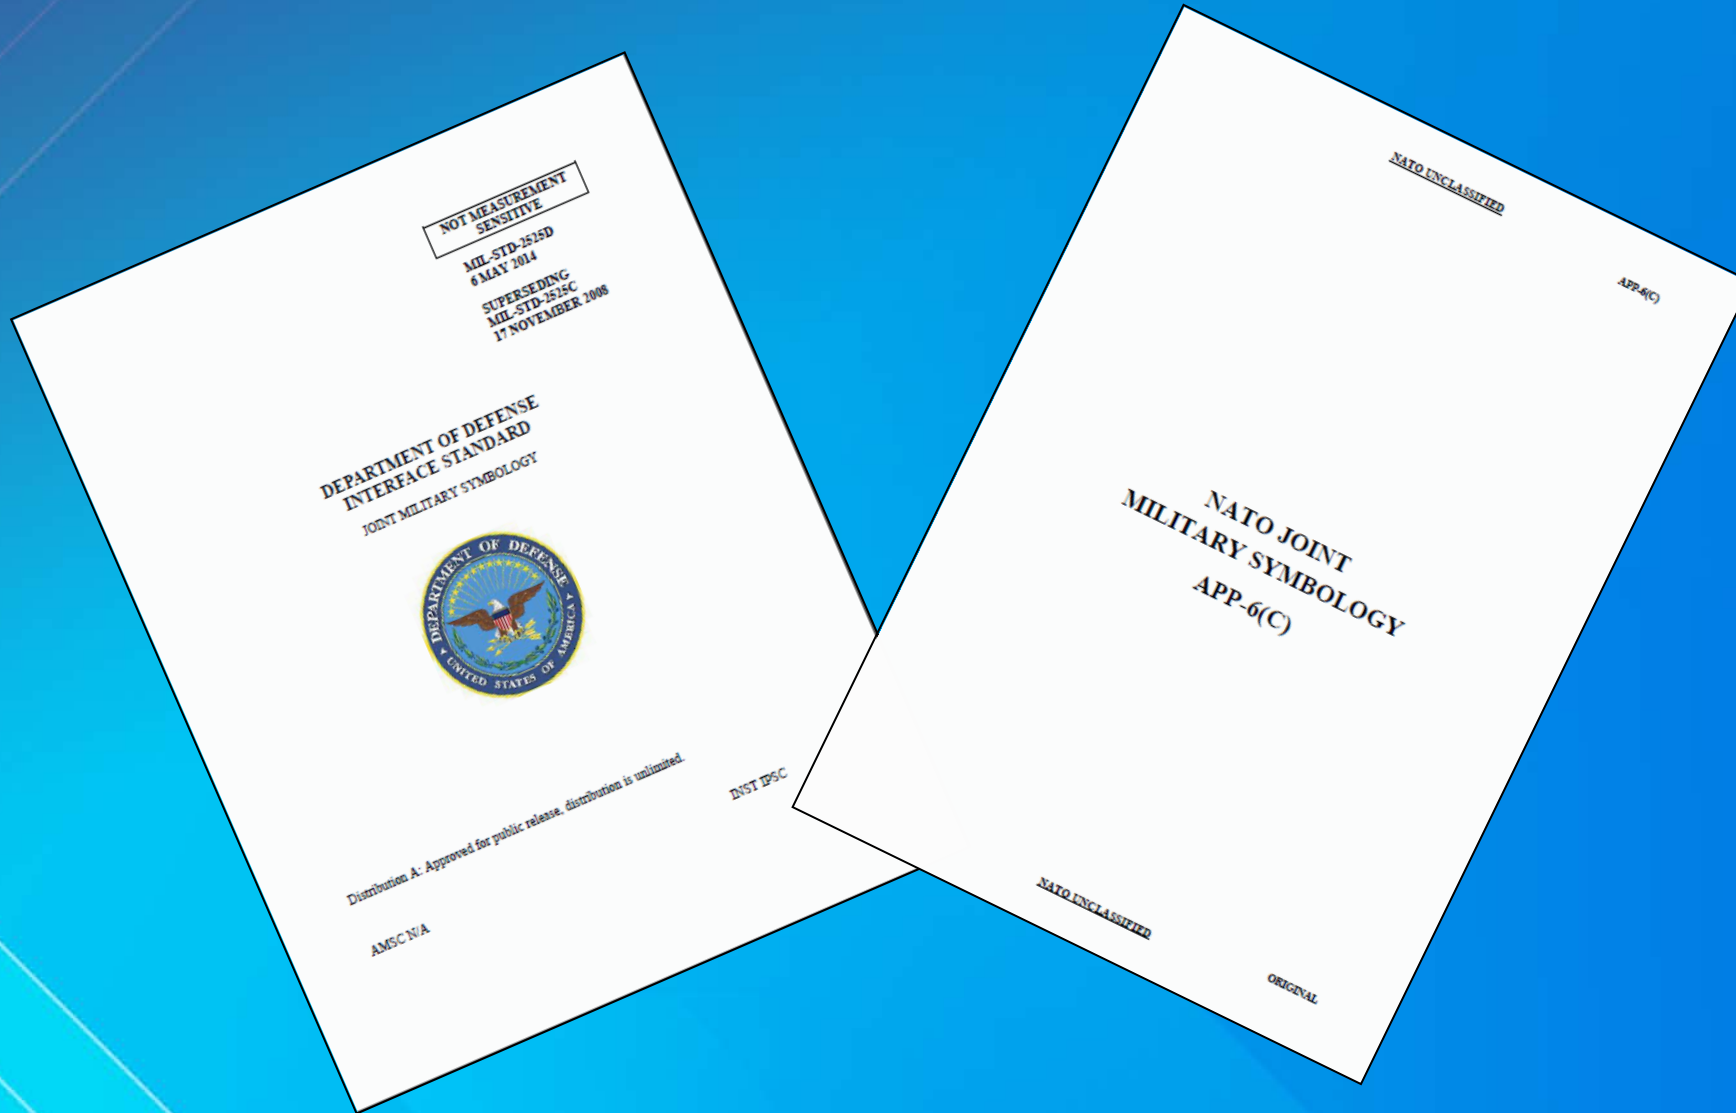 NOT MEASUREMENT
SENSITIVE
MIL-STD-2525D
6 MAY 2014
SUPERSEDING
MIL-STD-2525C
17 NOVEMBER 2008
DEPARTMENT OF DEFENSE
INTERFACE STANDARD
JOINT MILITARY SYMBOLOGY
DEPARTMENT OF DEFENSE
UNITED STATES OF AMERICA
INST IPSC
Distribution A: Approved for public release, distribution is unlimited.
AMSC N/A
NATO UNCLASSIFIED
APP-6(C)
NATO JOINT
MILITARY SYMBOLOGY
APP-6(C)
NATO UNCLASSIFIED
ORIGINAL